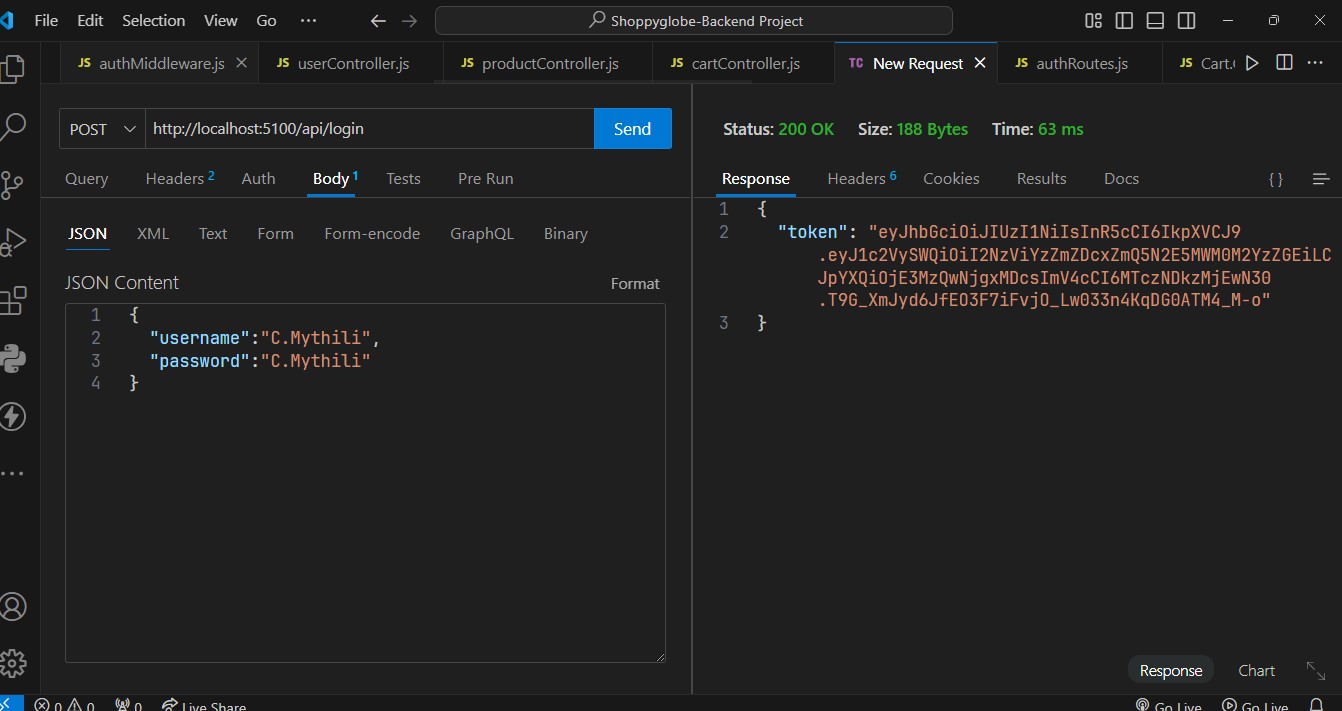 File Edit Selection View Go ··· Shoppyglobe-Backend Project
JS authMiddleware.js JS userController.js JS productController.js JS cartController.js TC New Request JS authRoutes.js JS Cart.
POST http://localhost:5100/api/login Send
Query Headers 2 Auth Body 1 Tests Pre Run
JSON XML Text Form Form-encode GraphQL Binary
JSON Content Format
1 {
2 "username":"C.Mythili",
3 "password":"C.Mythili"
4 }
Status: 200 OK Size: 188 Bytes Time: 63 ms
Response Headers 6 Cookies Results Docs { }
1 {
2 "token": "eyJhbGciOiJIUzI1NiIsInR5cCI6IkpXVCJ9
.eyJ1c2VySWQiOiI2NzViYzZmZDcxZmQ5N2E5MWM0M2YzZGEiLC
JpYXQiOjE3MzQwNjgxMDcsImV4cCI6MTczNDkzMjEwN30
.T9G_XmJyd6JfEO3F7iFvjO_Lw033n4KqDG0ATM4_M-o"
3 }
Response Chart
0 0 0 Live Share Go Live Go Live